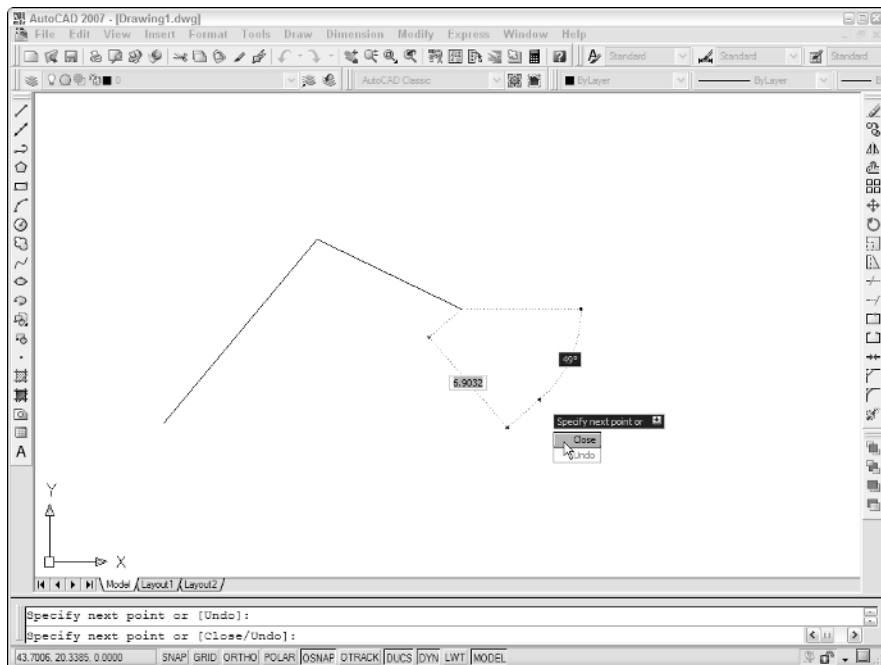 AutoCAD 2007 - [Drawing1.dwg]
File Edit View Insert Format Tools Draw Dimension Modify Express Window Help
Standard Standard Standard
0 AutoCAD Classic ByLayer ByLayer
A
49°
6.9032
Specify next point or
Close
Undo
Y
X
Model Layout1 Layout2
Specify next point or [Undo]:
Specify next point or [Close/Undo]:
43.7006, 20.3385, 0.0000 SNAP GRID ORTHO POLAR OSNAP OTRACK DUCS DYN LWT MODEL